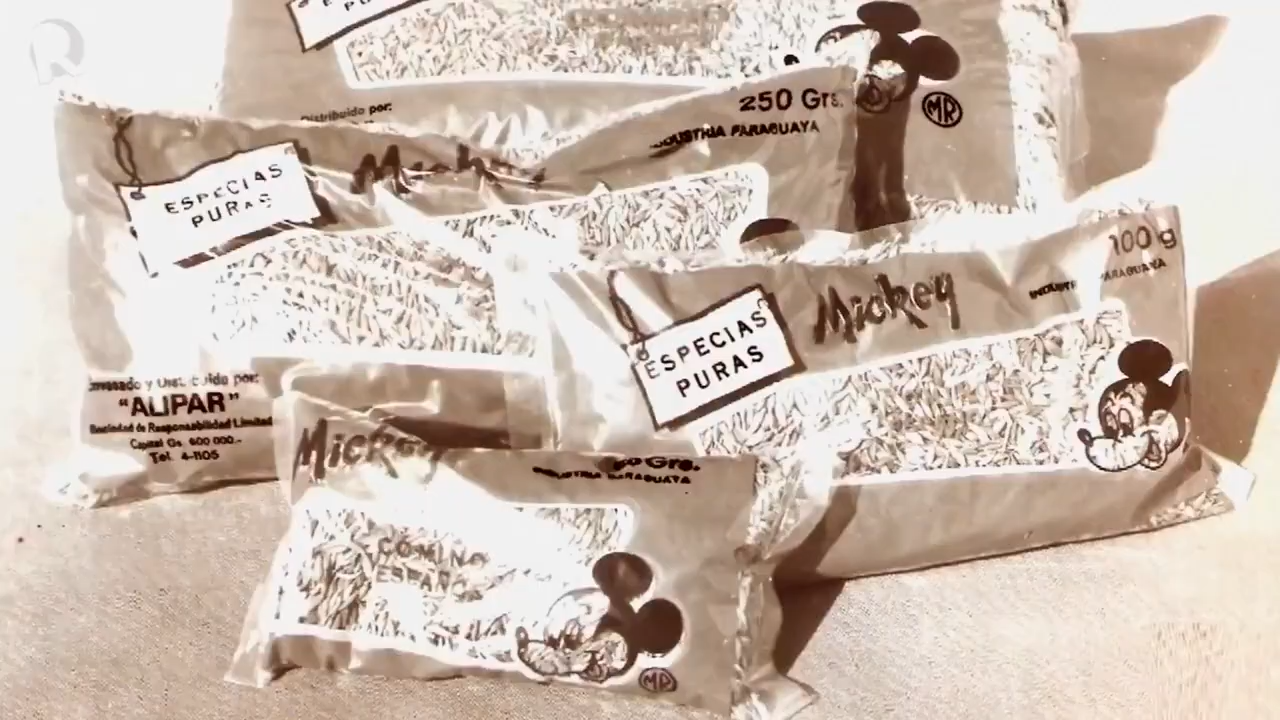 Distribuido por:
MR
250 Grs.
INDUSTRIA PARAGUAYA
ESPECIAS
PURAS
Mickey
Envasado y Distribuido por:
"ALIPAR"
Sociedad de Responsabilidad Limitada
Capital Gs. 600 000.-
Tel. 4-1105
100 g
INDUSTRIA PARAGUAYA
Mickey
ESPECIAS
PURAS
Mickey
Grs.
INDUSTRIA PARAGUAYA
COMINO
ESPAÑOL
MR